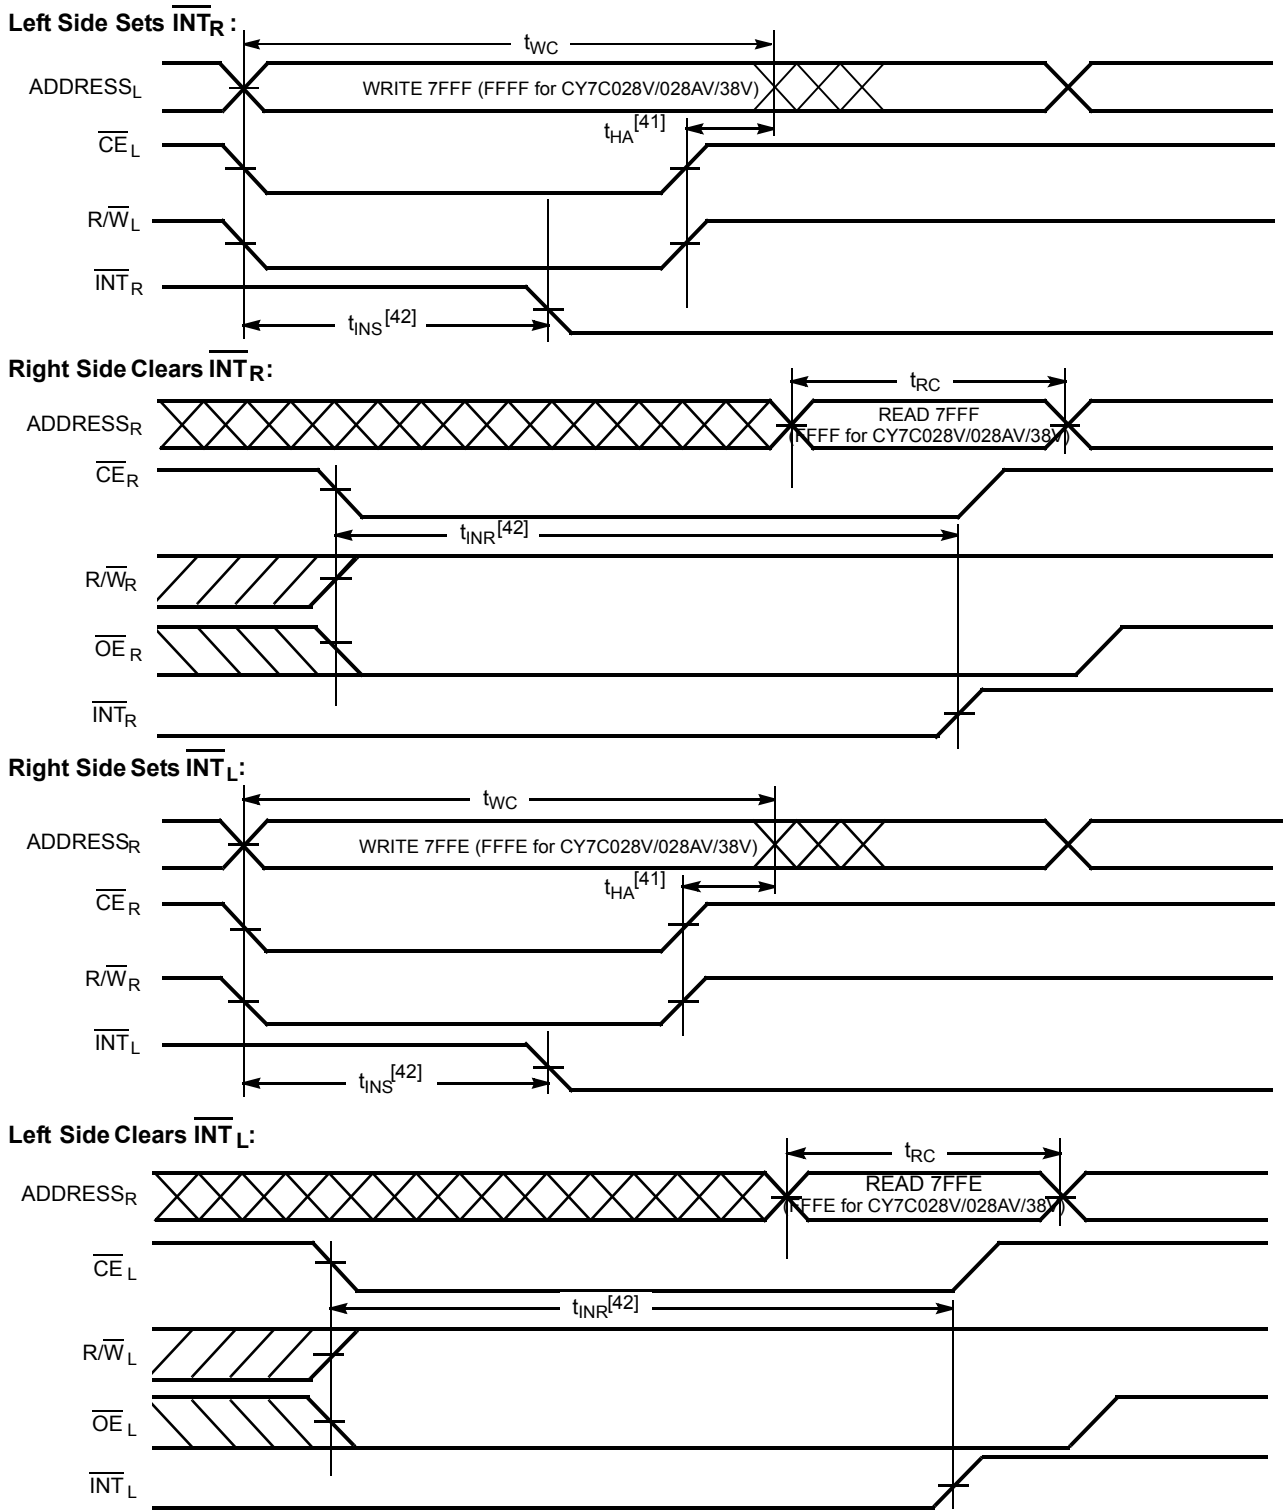 Left Side Sets INTR :
tWC
ADDRESSL
WRITE 7FFF (FFFF for CY7C028V/028AV/38V)
tHA[41]
CEL
R/WL
INTR
tINS[42]
Right Side Clears INTR:
tRC
ADDRESSR
READ 7FFF
(FFFF for CY7C028V/028AV/38V)
CER
tINR[42]
R/WR
OER
INTR
Right Side Sets INTL:
tWC
ADDRESSR
WRITE 7FFE (FFFE for CY7C028V/028AV/38V)
tHA[41]
CER
R/WR
INTL
tINS[42]
Left Side Clears INTL:
tRC
ADDRESSR
READ 7FFE
(FFFE for CY7C028V/028AV/38V)
CEL
tINR[42]
R/WL
OEL
INTL